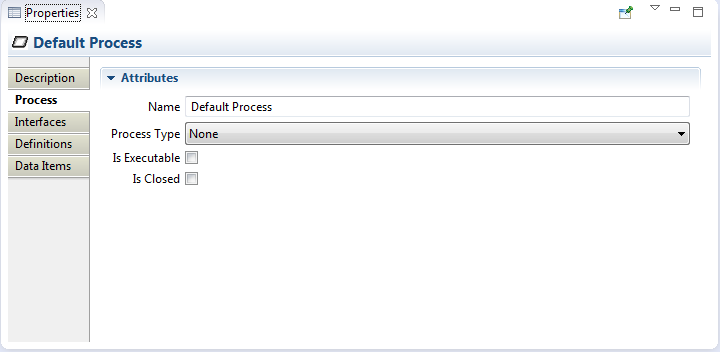 Properties
Default Process
Description
Process
Interfaces
Definitions
Data Items
Attributes
Name Default Process
Process Type None
Is Executable
Is Closed